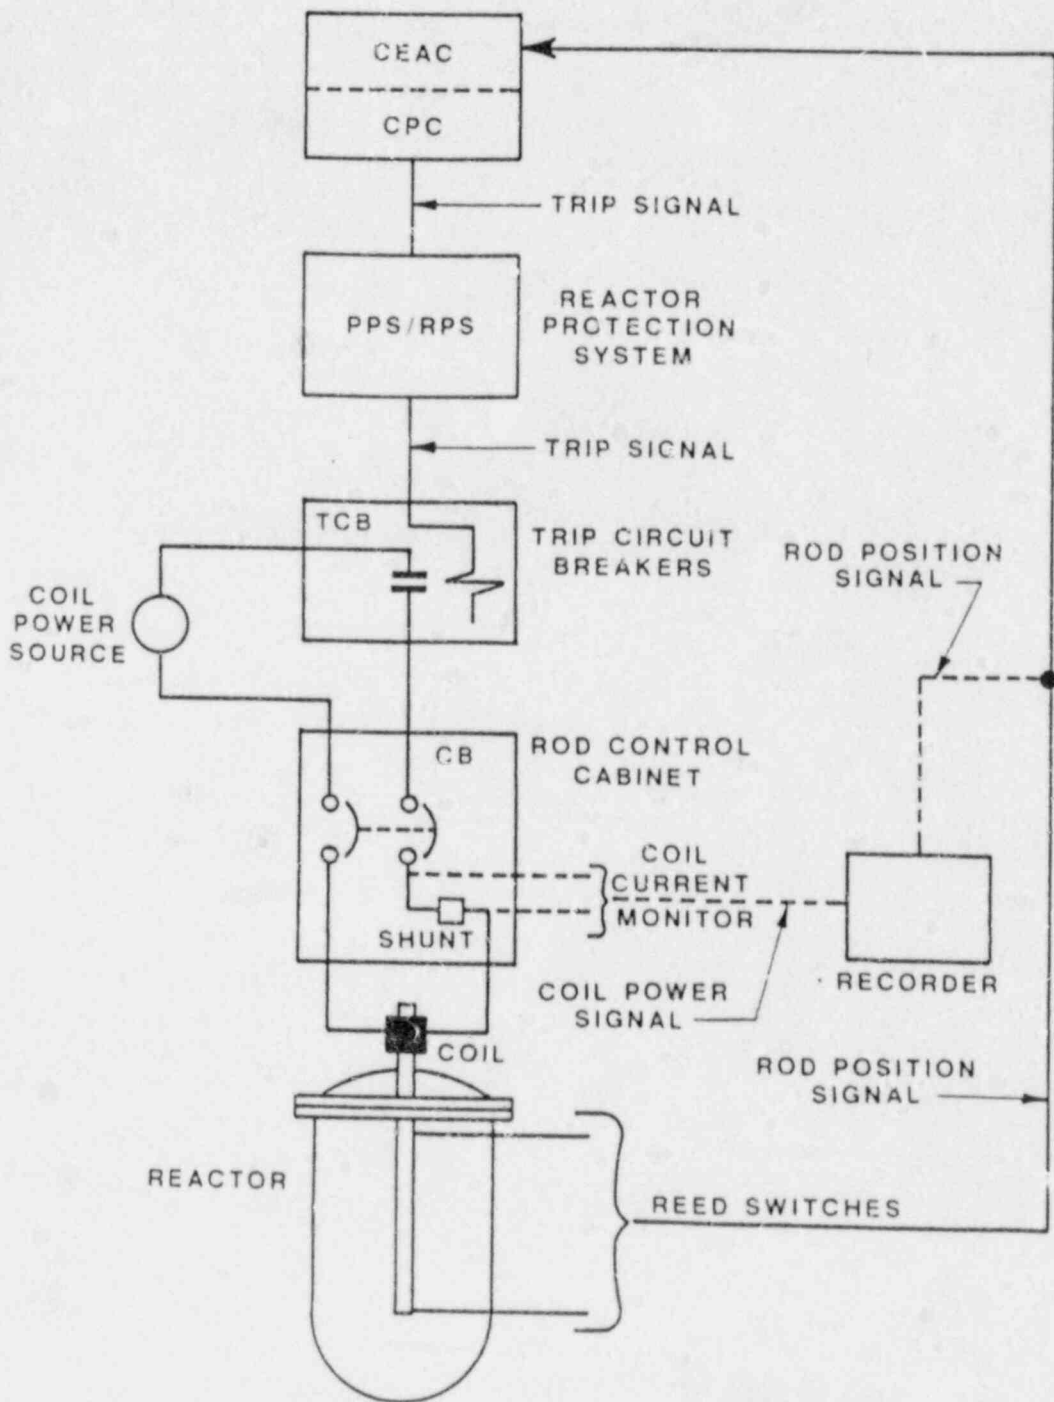 CEAC
CPC
TRIP SIGNAL
PPS/RPS
REACTOR
PROTECTION
SYSTEM
TRIP SIGNAL
TCB
TRIP CIRCUIT
BREAKERS
ROD POSITION
SIGNAL
COIL
POWER
SOURCE
CB
ROD CONTROL
CABINET
COIL
CURRENT
MONITOR
SHUNT
RECORDER
COIL POWER
SIGNAL
COIL
ROD POSITION
SIGNAL
REACTOR
REED SWITCHES